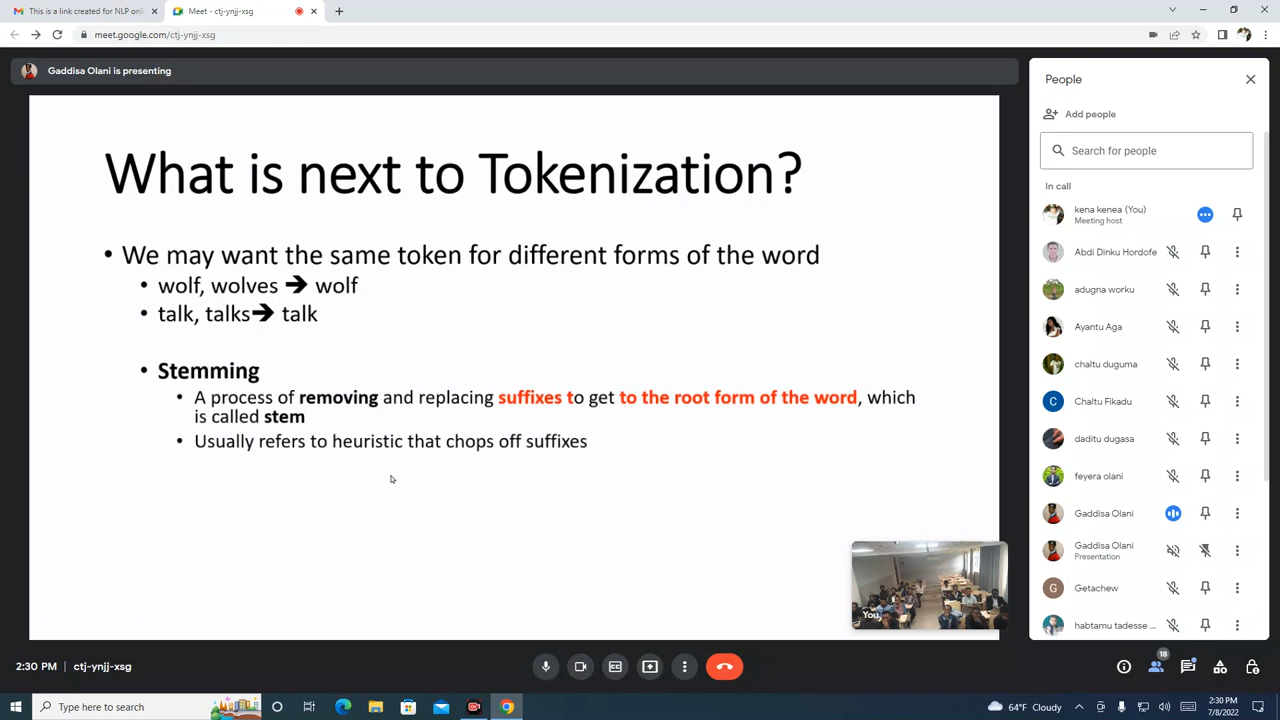 This is a link created for NLP onli
Meet - ctj-ynjj-xsg
meet.google.com/ctj-ynjj-xsg
Gaddisa Olani is presenting
What is next to Tokenization?
• We may want the same token for different forms of the word
• wolf, wolves ➔ wolf
• talk, talks➔ talk
• Stemming
• A process of removing and replacing suffixes to get to the root form of the word, which
is called stem
• Usually refers to heuristic that chops off suffixes
You
People
Add people
Search for people
In call
kena kenea (You)
Meeting host
Abdi Dinku Hordofe
adugna worku
Ayantu Aga
chaltu duguma
C Chaltu Fikadu
daditu dugasa
feyera olani
Gaddisa Olani
Gaddisa Olani
Presentation
G Getachew
habtamu tadesse ...
2:30 PM | ctj-ynjj-xsg
18
Type here to search
64°F Cloudy
2:30 PM
7/8/2022